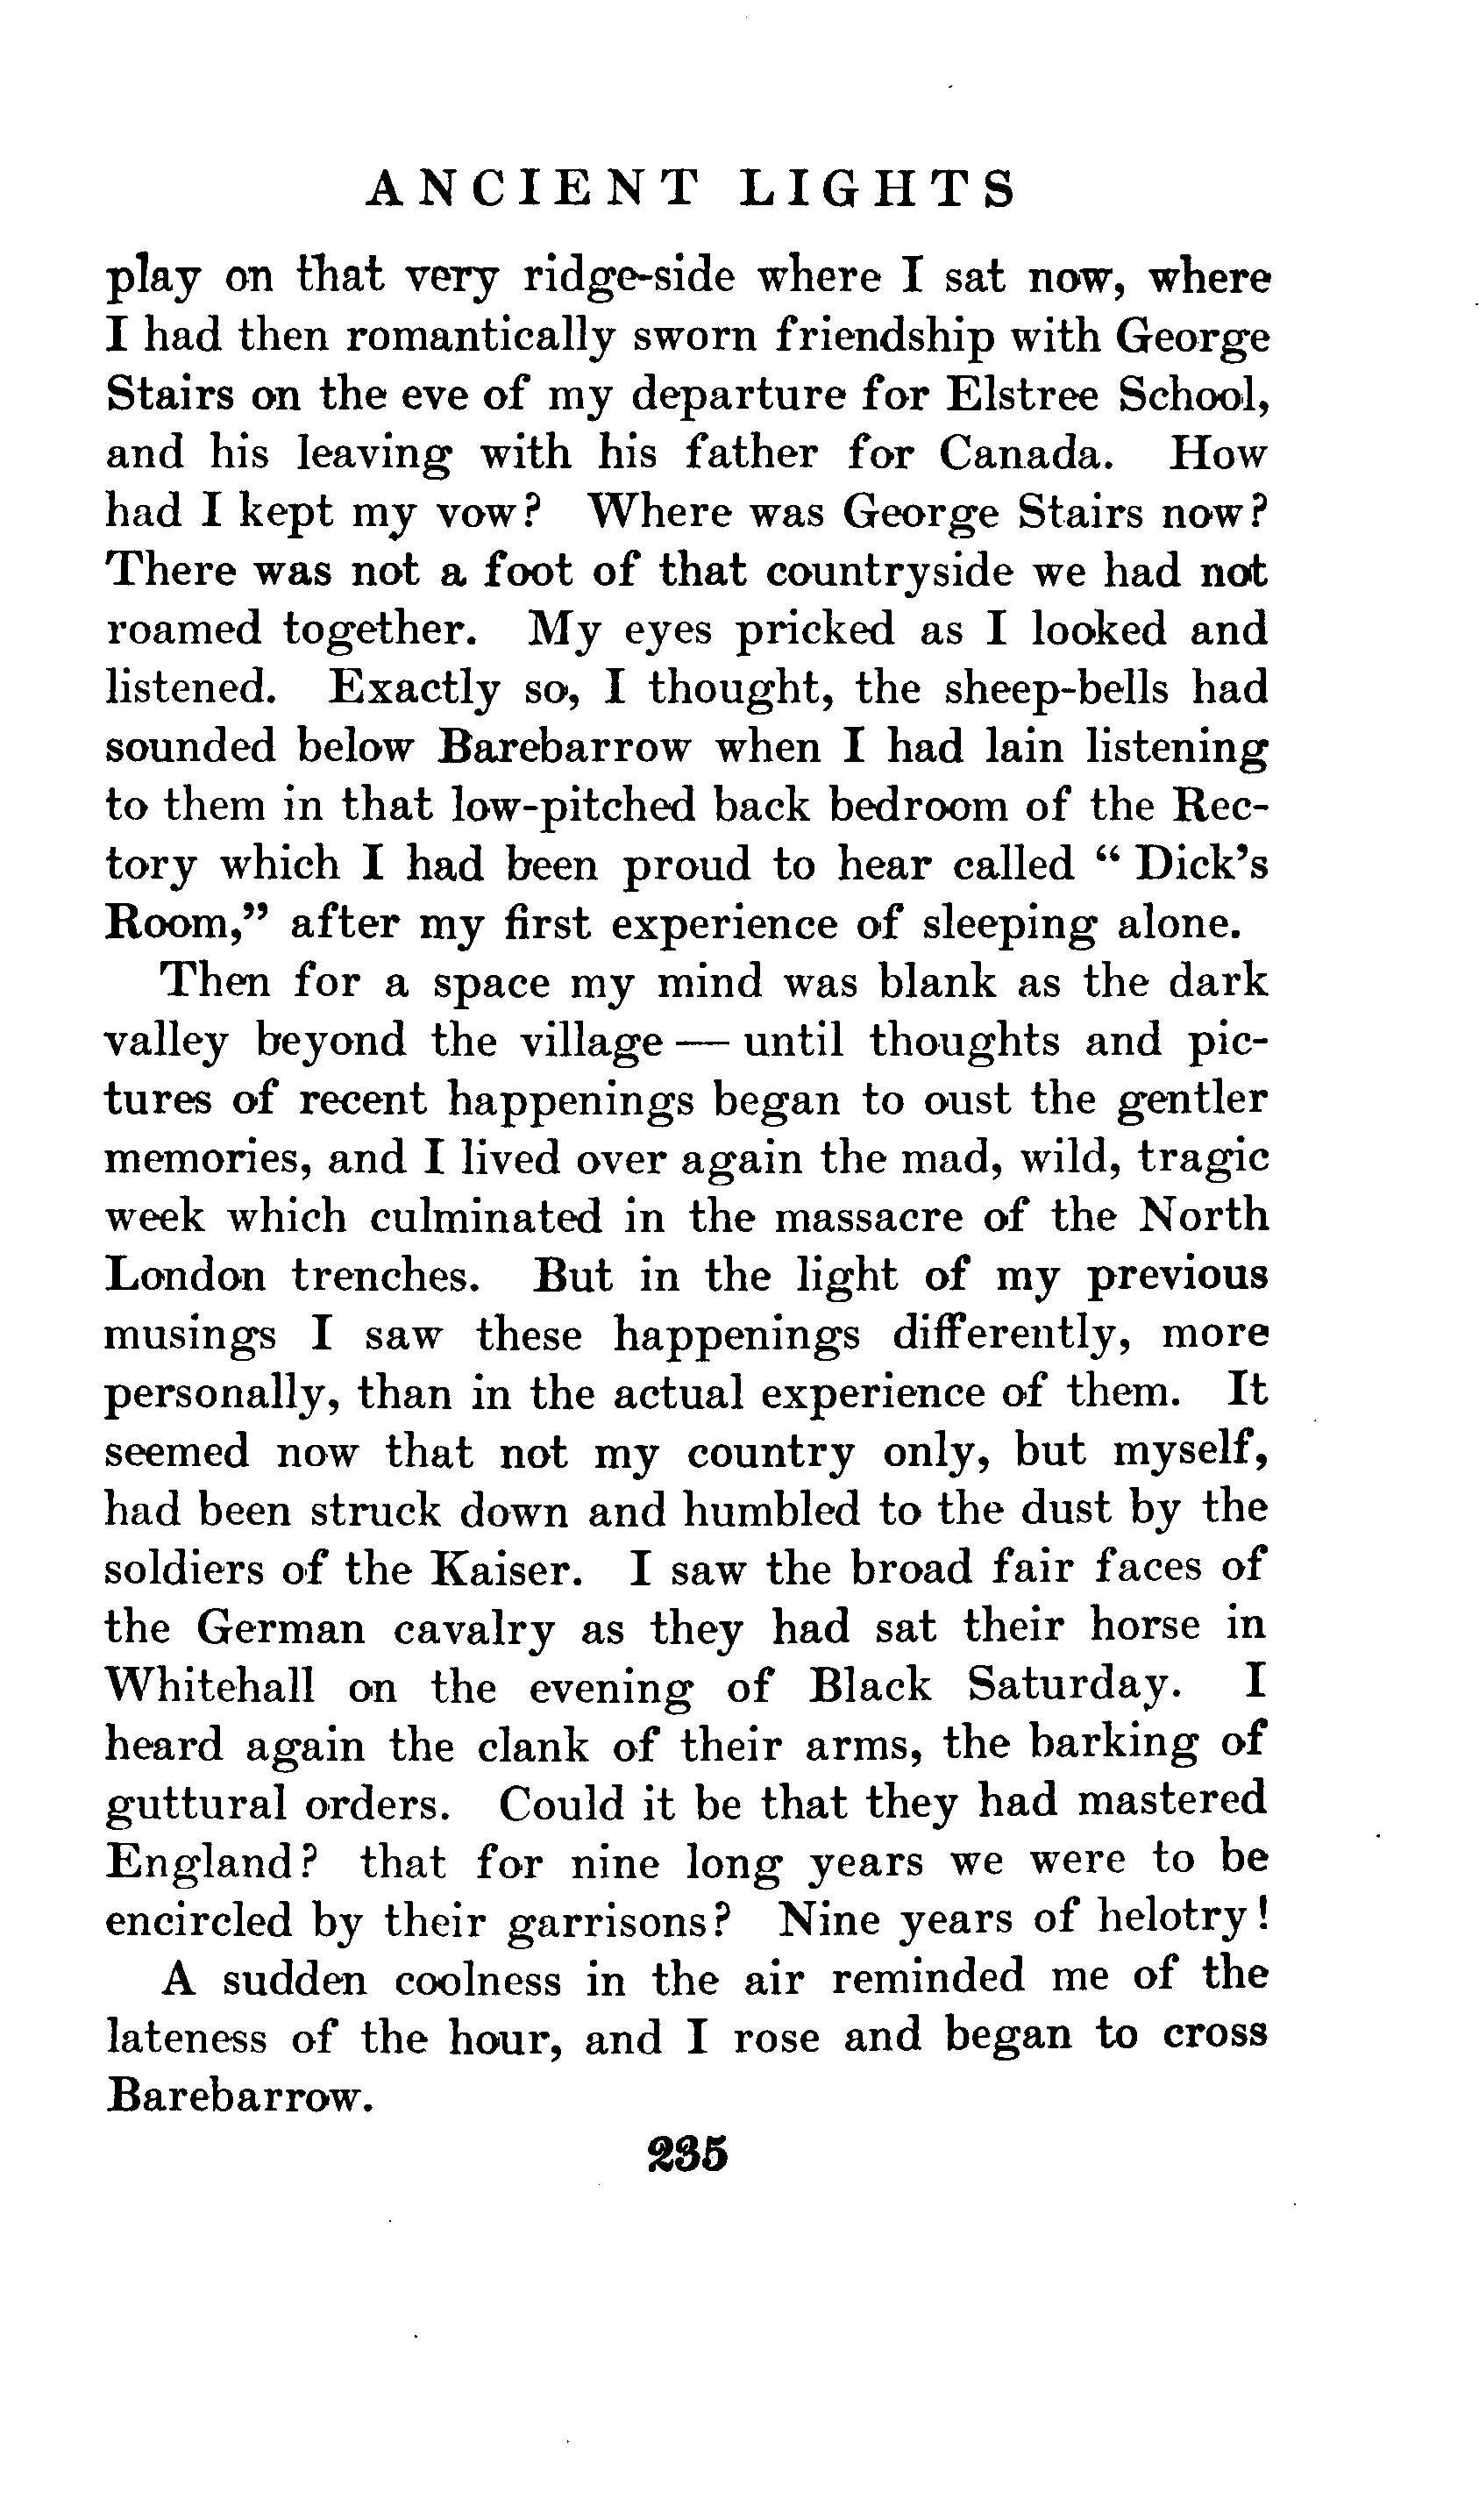 ANCIENT LIGHTS
play on that very ridge-side where I sat now, where
I had then romantically sworn friendship with George
Stairs on the eve of my departure for Elstree School,
and his leaving with his father for Canada. How
had I kept my vow? Where was George Stairs now?
There was not a foot of that countryside we had not
roamed together. My eyes pricked as I looked and
listened. Exactly so, I thought, the sheep-bells had
sounded below Barebarrow when I had lain listening
to them in that low-pitched back bedroom of the Rec-
tory which I had been proud to hear called “ Dick’s
Room,” after my first experience of sleeping alone.
Then for a space my mind was blank as the dark
valley beyond the village — until thoughts and pic-
tures of recent happenings began to oust the gentler
memories, and I lived over again the mad, wild, tragic
week which culminated in the massacre of the North
London trenches. But in the light of my previous
musings I saw these happenings differently, more
personally, than in the actual experience of them. It
seemed now that not my country only, but myself,
had been struck down and humbled to the dust by the
soldiers of the Kaiser. I saw the broad fair faces of
the German cavalry as they had sat their horse in
Whitehall on the evening of Black Saturday. I
heard again the clank of their arms, the barking of
guttural orders. Could it be that they had mastered
England? that for nine long years we were to be
encircled by their garrisons? Nine years of helotry!
A sudden coolness in the air reminded me of the
lateness of the hour, and I rose and began to cross
Barebarrow.
235